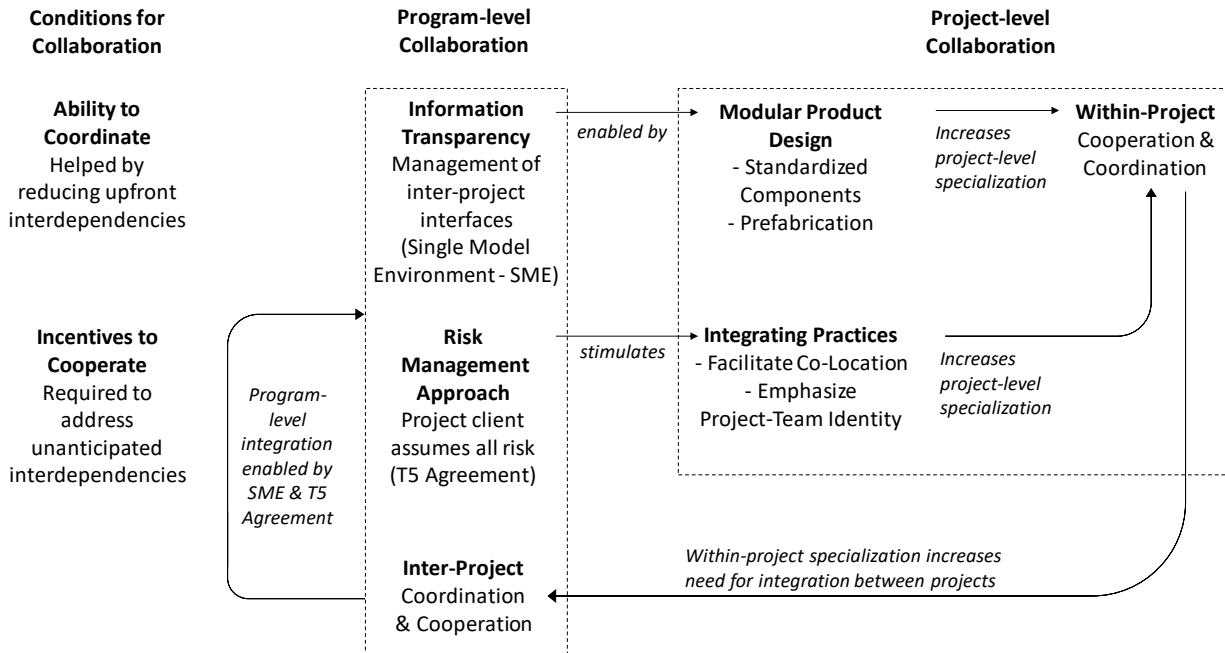 Conditions for
Collaboration
Program-level
Collaboration
Project-level
Collaboration
Ability to
Coordinate
Helped by
reducing upfront
interdependencies
Information
Transparency
Management of
inter-project
interfaces
(Single Model
Environment - SME)
enabled by
Modular Product
Design
- Standardized
Components
- Prefabrication
Increases
project-level
specialization
Within-Project
Cooperation &
Coordination
Incentives to
Cooperate
Required to
address
unanticipated
interdependencies
Program-
level
integration
enabled by
SME & T5
Agreement
Risk
Management
Approach
Project client
assumes all risk
(T5 Agreement)
stimulates
Integrating Practices
- Facilitate Co-Location
- Emphasize
Project-Team Identity
Increases
project-level
specialization
Inter-Project
Coordination
& Cooperation
Within-project specialization increases
need for integration between projects